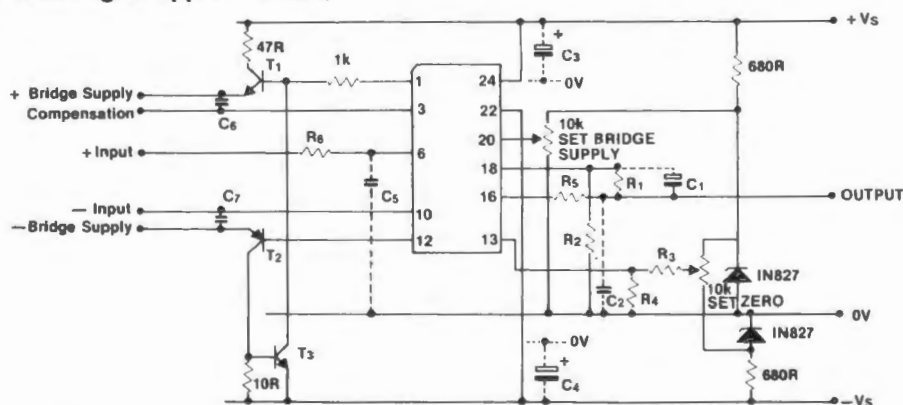 + Vs
47R
T1
1k
C3
0V
680R
+ Bridge Supply
Compensation
C6
1
3
6
10
12
24
22
20
18
16
13
10k
SET BRIDGE
SUPPLY
+ Input
R6
C5
R5
R1
C1
OUTPUT
- Input
C7
- Bridge Supply
T2
R2
C2
R4
R3
10k
SET ZERO
IN827
0V
IN827
T3
10R
0V
C4
680R
-Vs